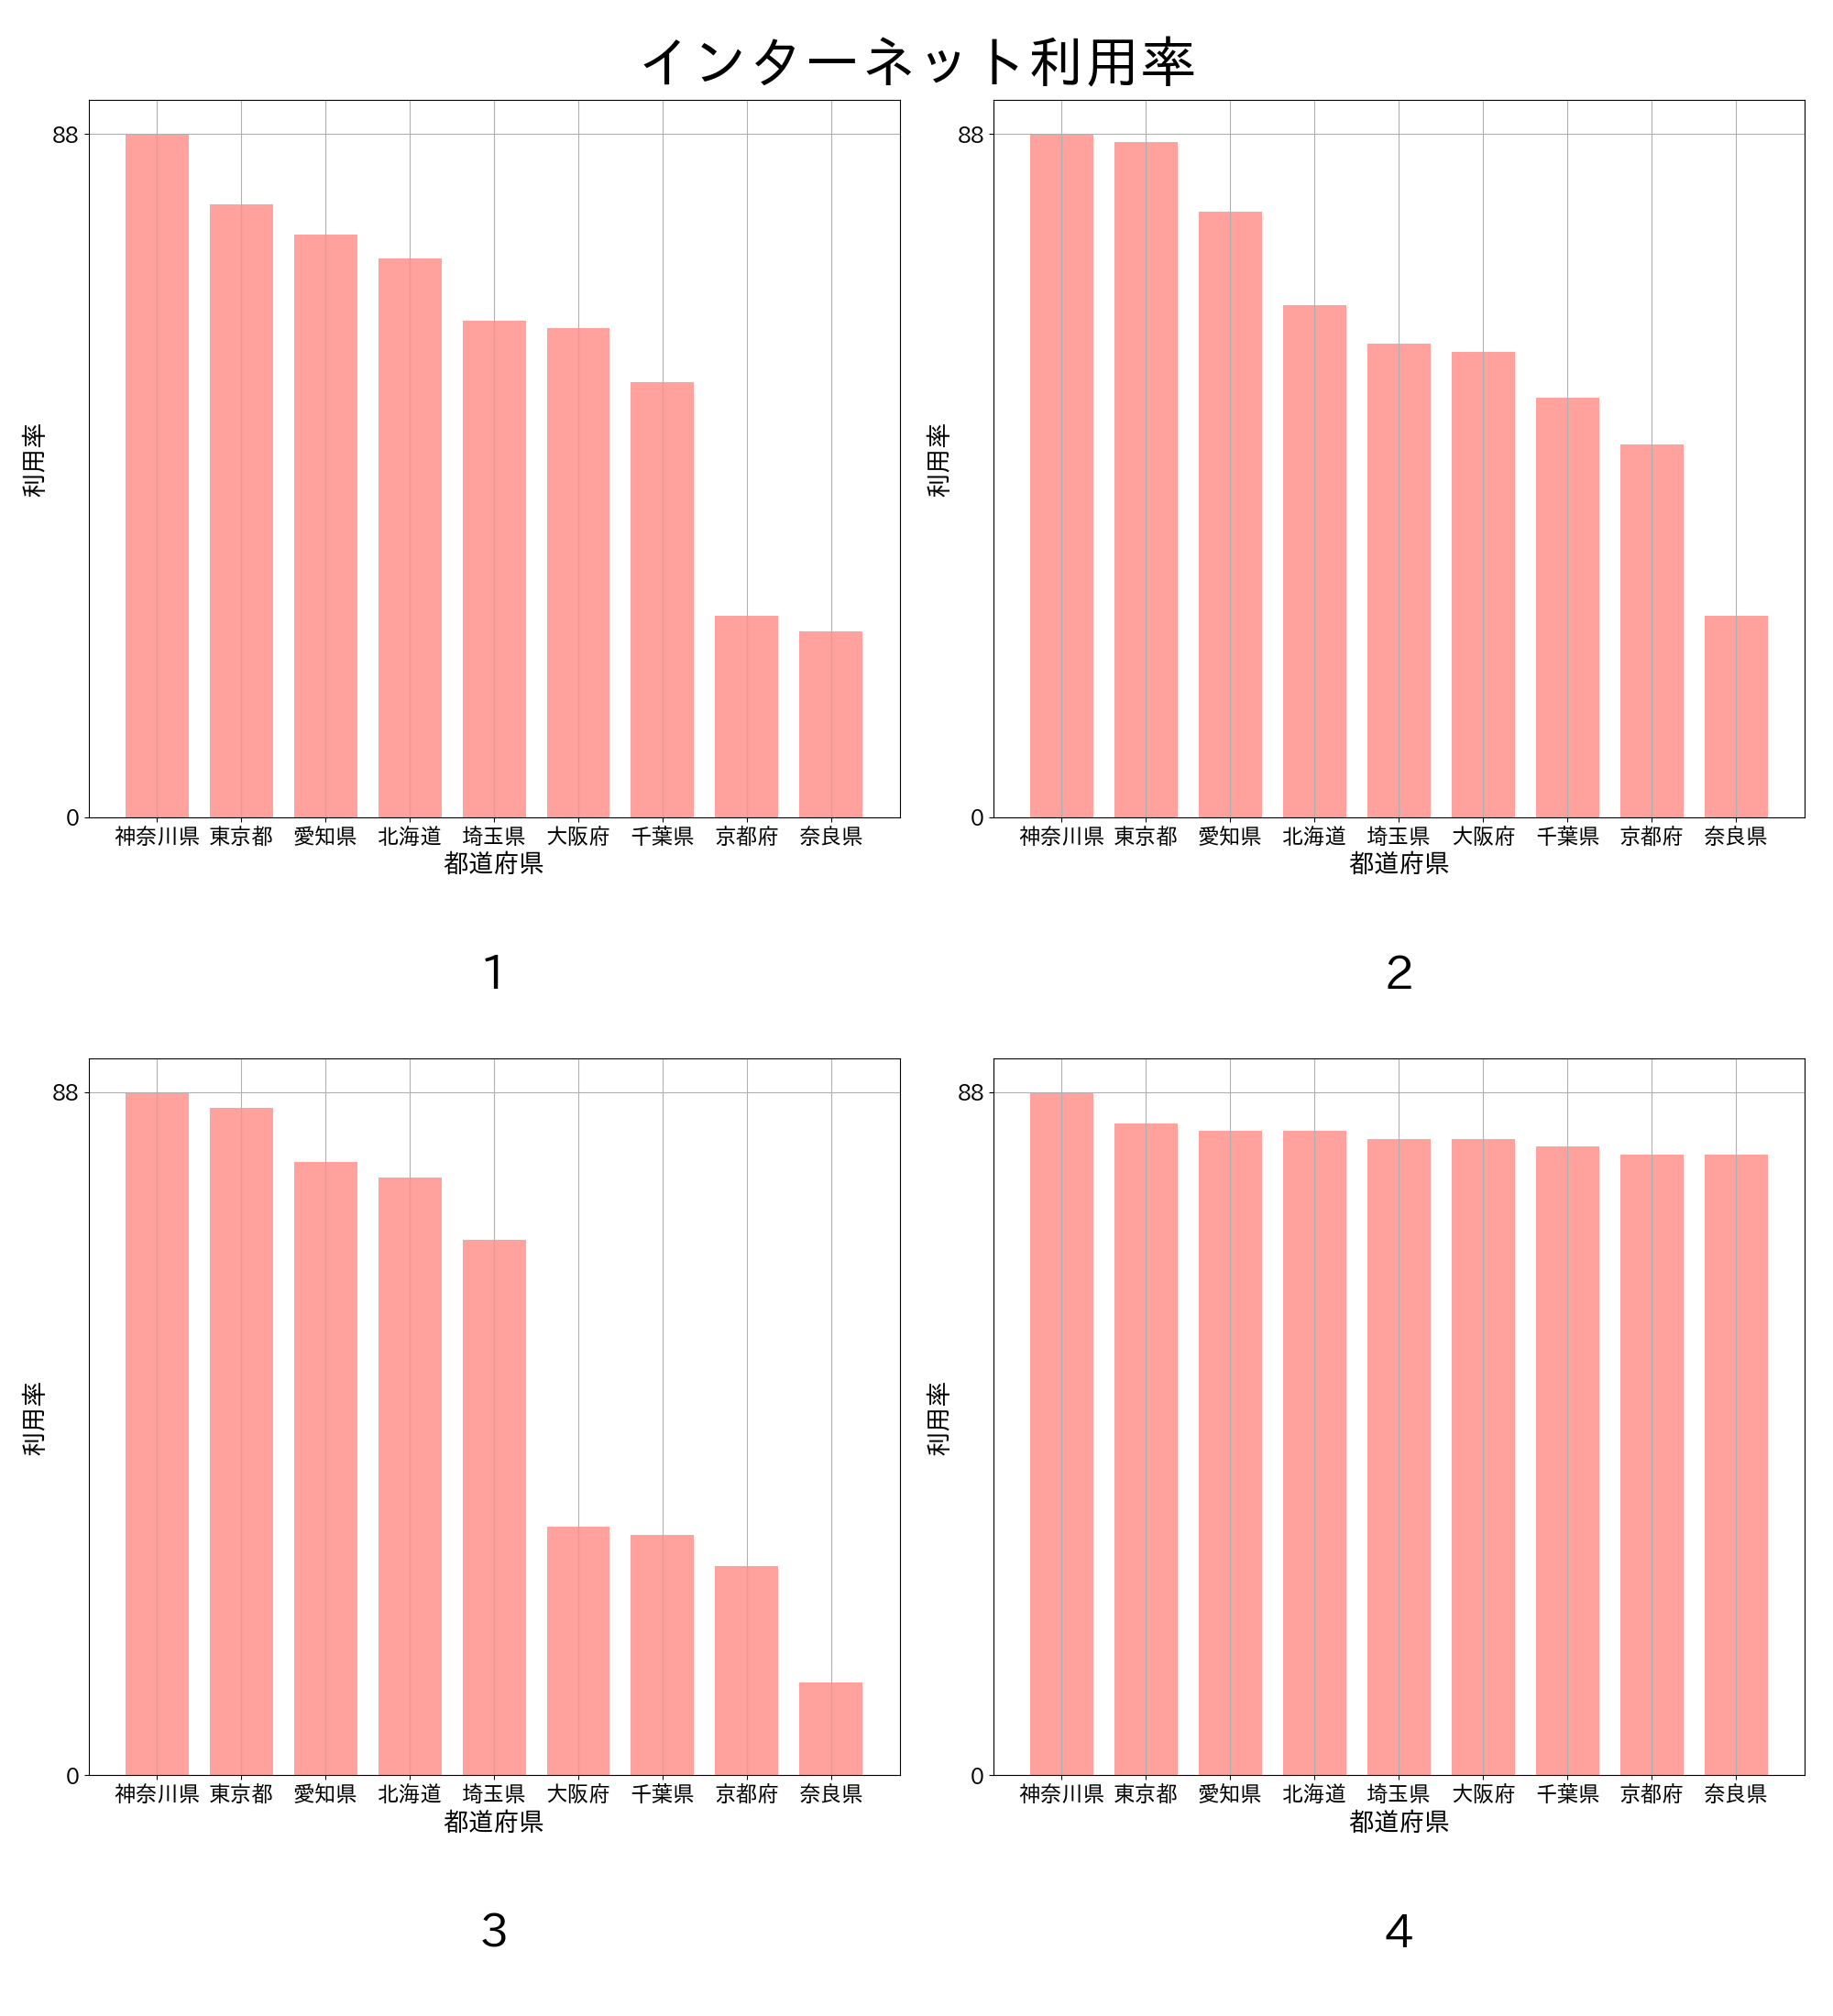 インターネット利用率
88
利用率
0
神奈川県 東京都 愛知県 北海道 埼玉県 大阪府 千葉県 京都府 奈良県
都道府県
1
88
利用率
0
神奈川県 東京都 愛知県 北海道 埼玉県 大阪府 千葉県 京都府 奈良県
都道府県
2
88
利用率
0
神奈川県 東京都 愛知県 北海道 埼玉県 大阪府 千葉県 京都府 奈良県
都道府県
3
88
利用率
0
神奈川県 東京都 愛知県 北海道 埼玉県 大阪府 千葉県 京都府 奈良県
都道府県
4